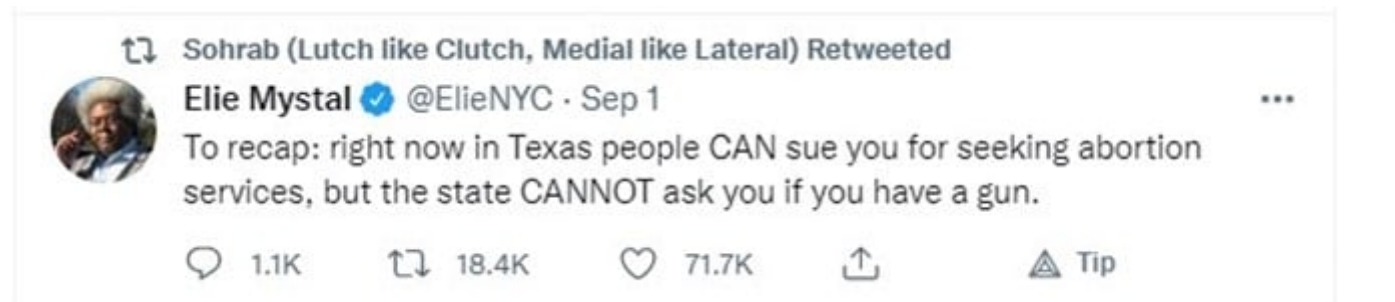 Sohrab (Lutch like Clutch, Medial like Lateral) Retweeted
Elie Mystal @ElieNYC · Sep 1
To recap: right now in Texas people CAN sue you for seeking abortion
services, but the state CANNOT ask you if you have a gun.
1.1K 18.4K 71.7K Tip